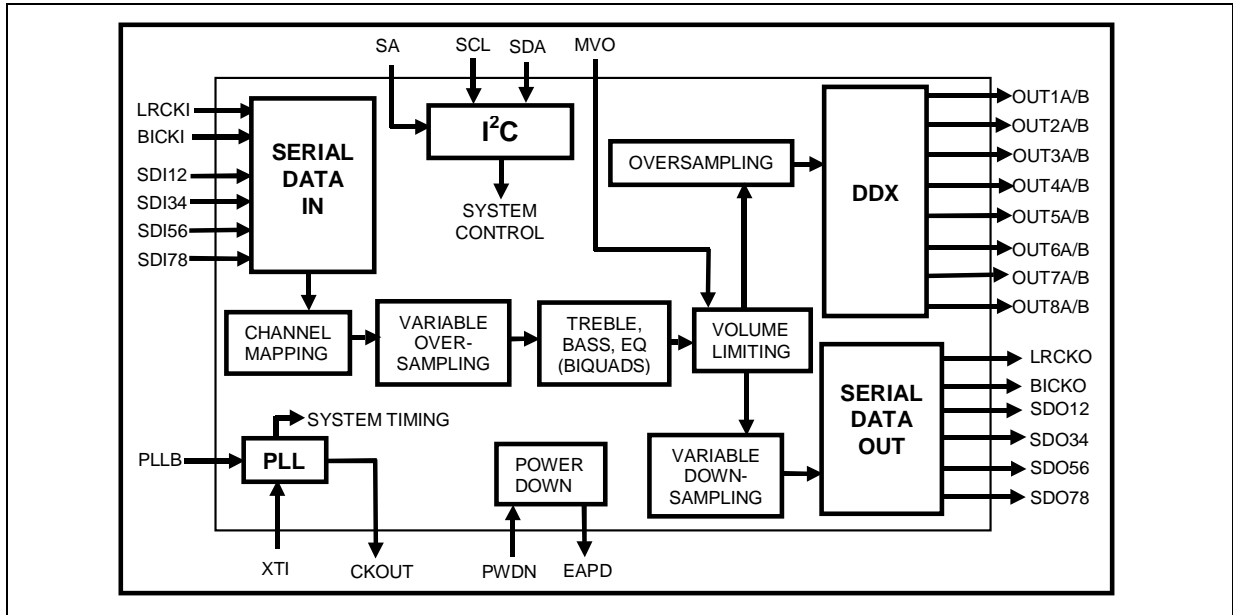 SA
SCL
SDA
MVO
LRCKI
BICKI
SDI12
SDI34
SDI56
SDI78
SERIAL
DATA
IN
I²C
SYSTEM
CONTROL
OVERSAMPLING
DDX
OUT1A/B
OUT2A/B
OUT3A/B
OUT4A/B
OUT5A/B
OUT6A/B
OUT7A/B
OUT8A/B
CHANNEL
MAPPING
VARIABLE
OVER-
SAMPLING
TREBLE,
BASS, EQ
(BIQUADS)
VOLUME
LIMITING
SERIAL
DATA
OUT
LRCKO
BICKO
SDO12
SDO34
SDO56
SDO78
SYSTEM TIMING
PLLB
PLL
POWER
DOWN
VARIABLE
DOWN-
SAMPLING
XTI
CKOUT
PWDN
EAPD